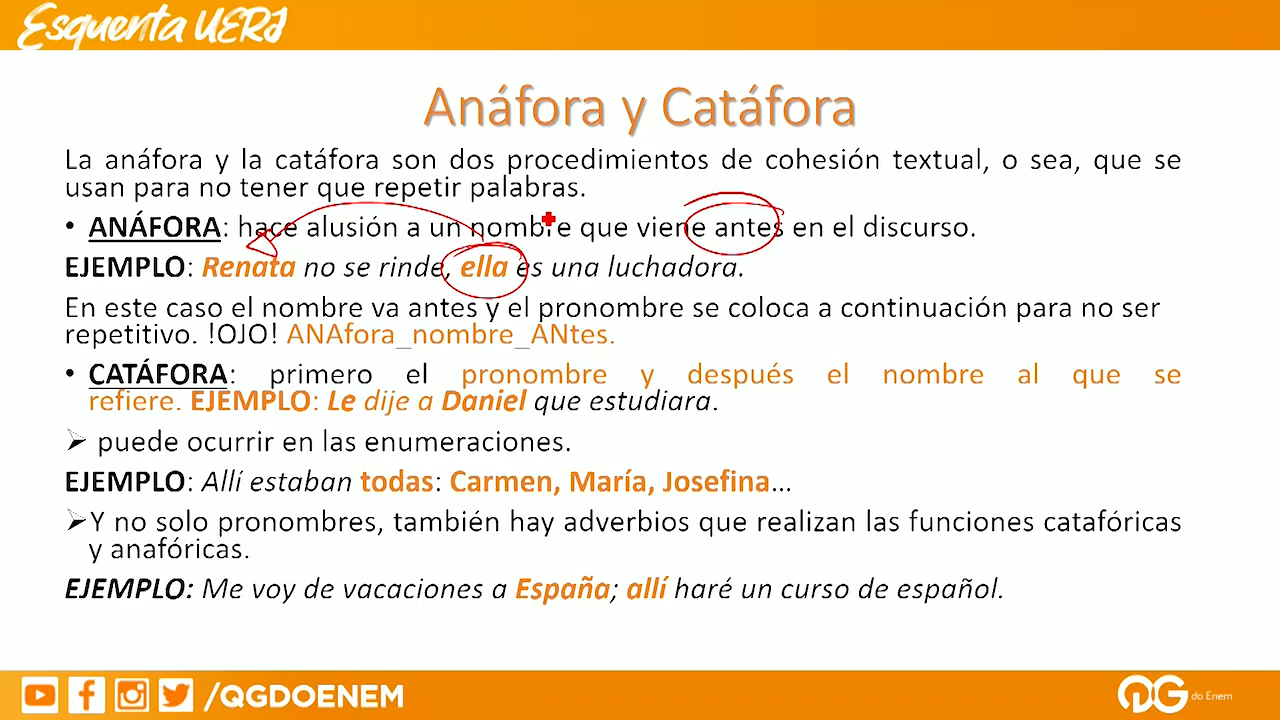 Esquenta UERJ
Anáfora y Catáfora
La anáfora y la catáfora son dos procedimientos de cohesión textual, o sea, que se
usan para no tener que repetir palabras.
• ANÁFORA: hace alusión a un nombre que viene antes en el discurso.
EJEMPLO: Renata no se rinde, ella es una luchadora.
En este caso el nombre va antes y el pronombre se coloca a continuación para no ser
repetitivo. !OJO! ANAfora_nombre_ANtes.
• CATÁFORA: primero el pronombre y después el nombre al que se
refiere. EJEMPLO: Le dije a Daniel que estudiara.
➢ puede ocurrir en las enumeraciones.
EJEMPLO: Allí estaban todas: Carmen, María, Josefina…
➢Y no solo pronombres, también hay adverbios que realizan las funciones catafóricas
y anafóricas.
EJEMPLO: Me voy de vacaciones a España; allí haré un curso de español.
/QGDOENEM
QG do Enem